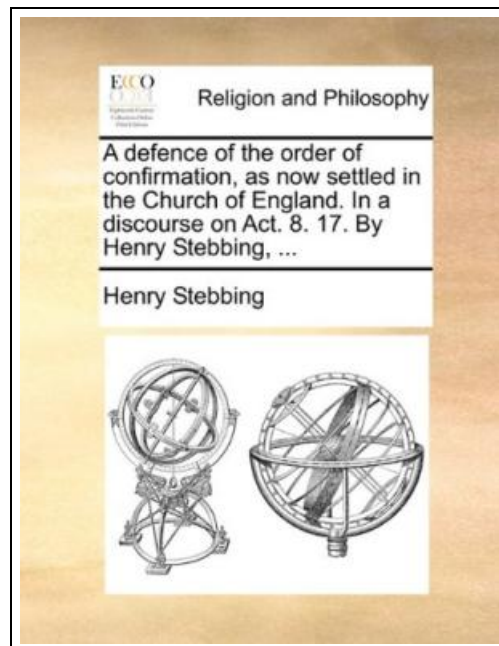 ECCO
Religion and Philosophy
A defence of the order of
confirmation, as now settled in
the Church of England. In a
discourse on Act. 8. 17. By
Henry Stebbing, ...
Henry Stebbing